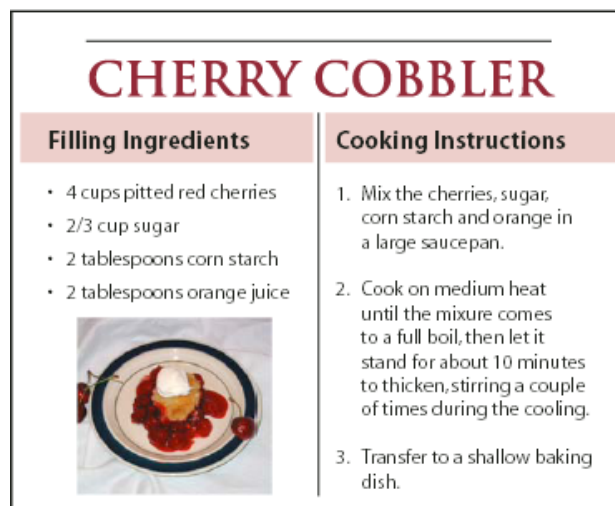 CHERRY COBBLER
Filling Ingredients
• 4 cups pitted red cherries
• 2/3 cup sugar
• 2 tablespoons corn starch
• 2 tablespoons orange juice
Cooking Instructions
1. Mix the cherries, sugar,
corn starch and orange in
a large saucepan.
2. Cook on medium heat
until the mixure comes
to a full boil, then let it
stand for about 10 minutes
to thicken, stirring a couple
of times during the cooling.
3. Transfer to a shallow baking
dish.